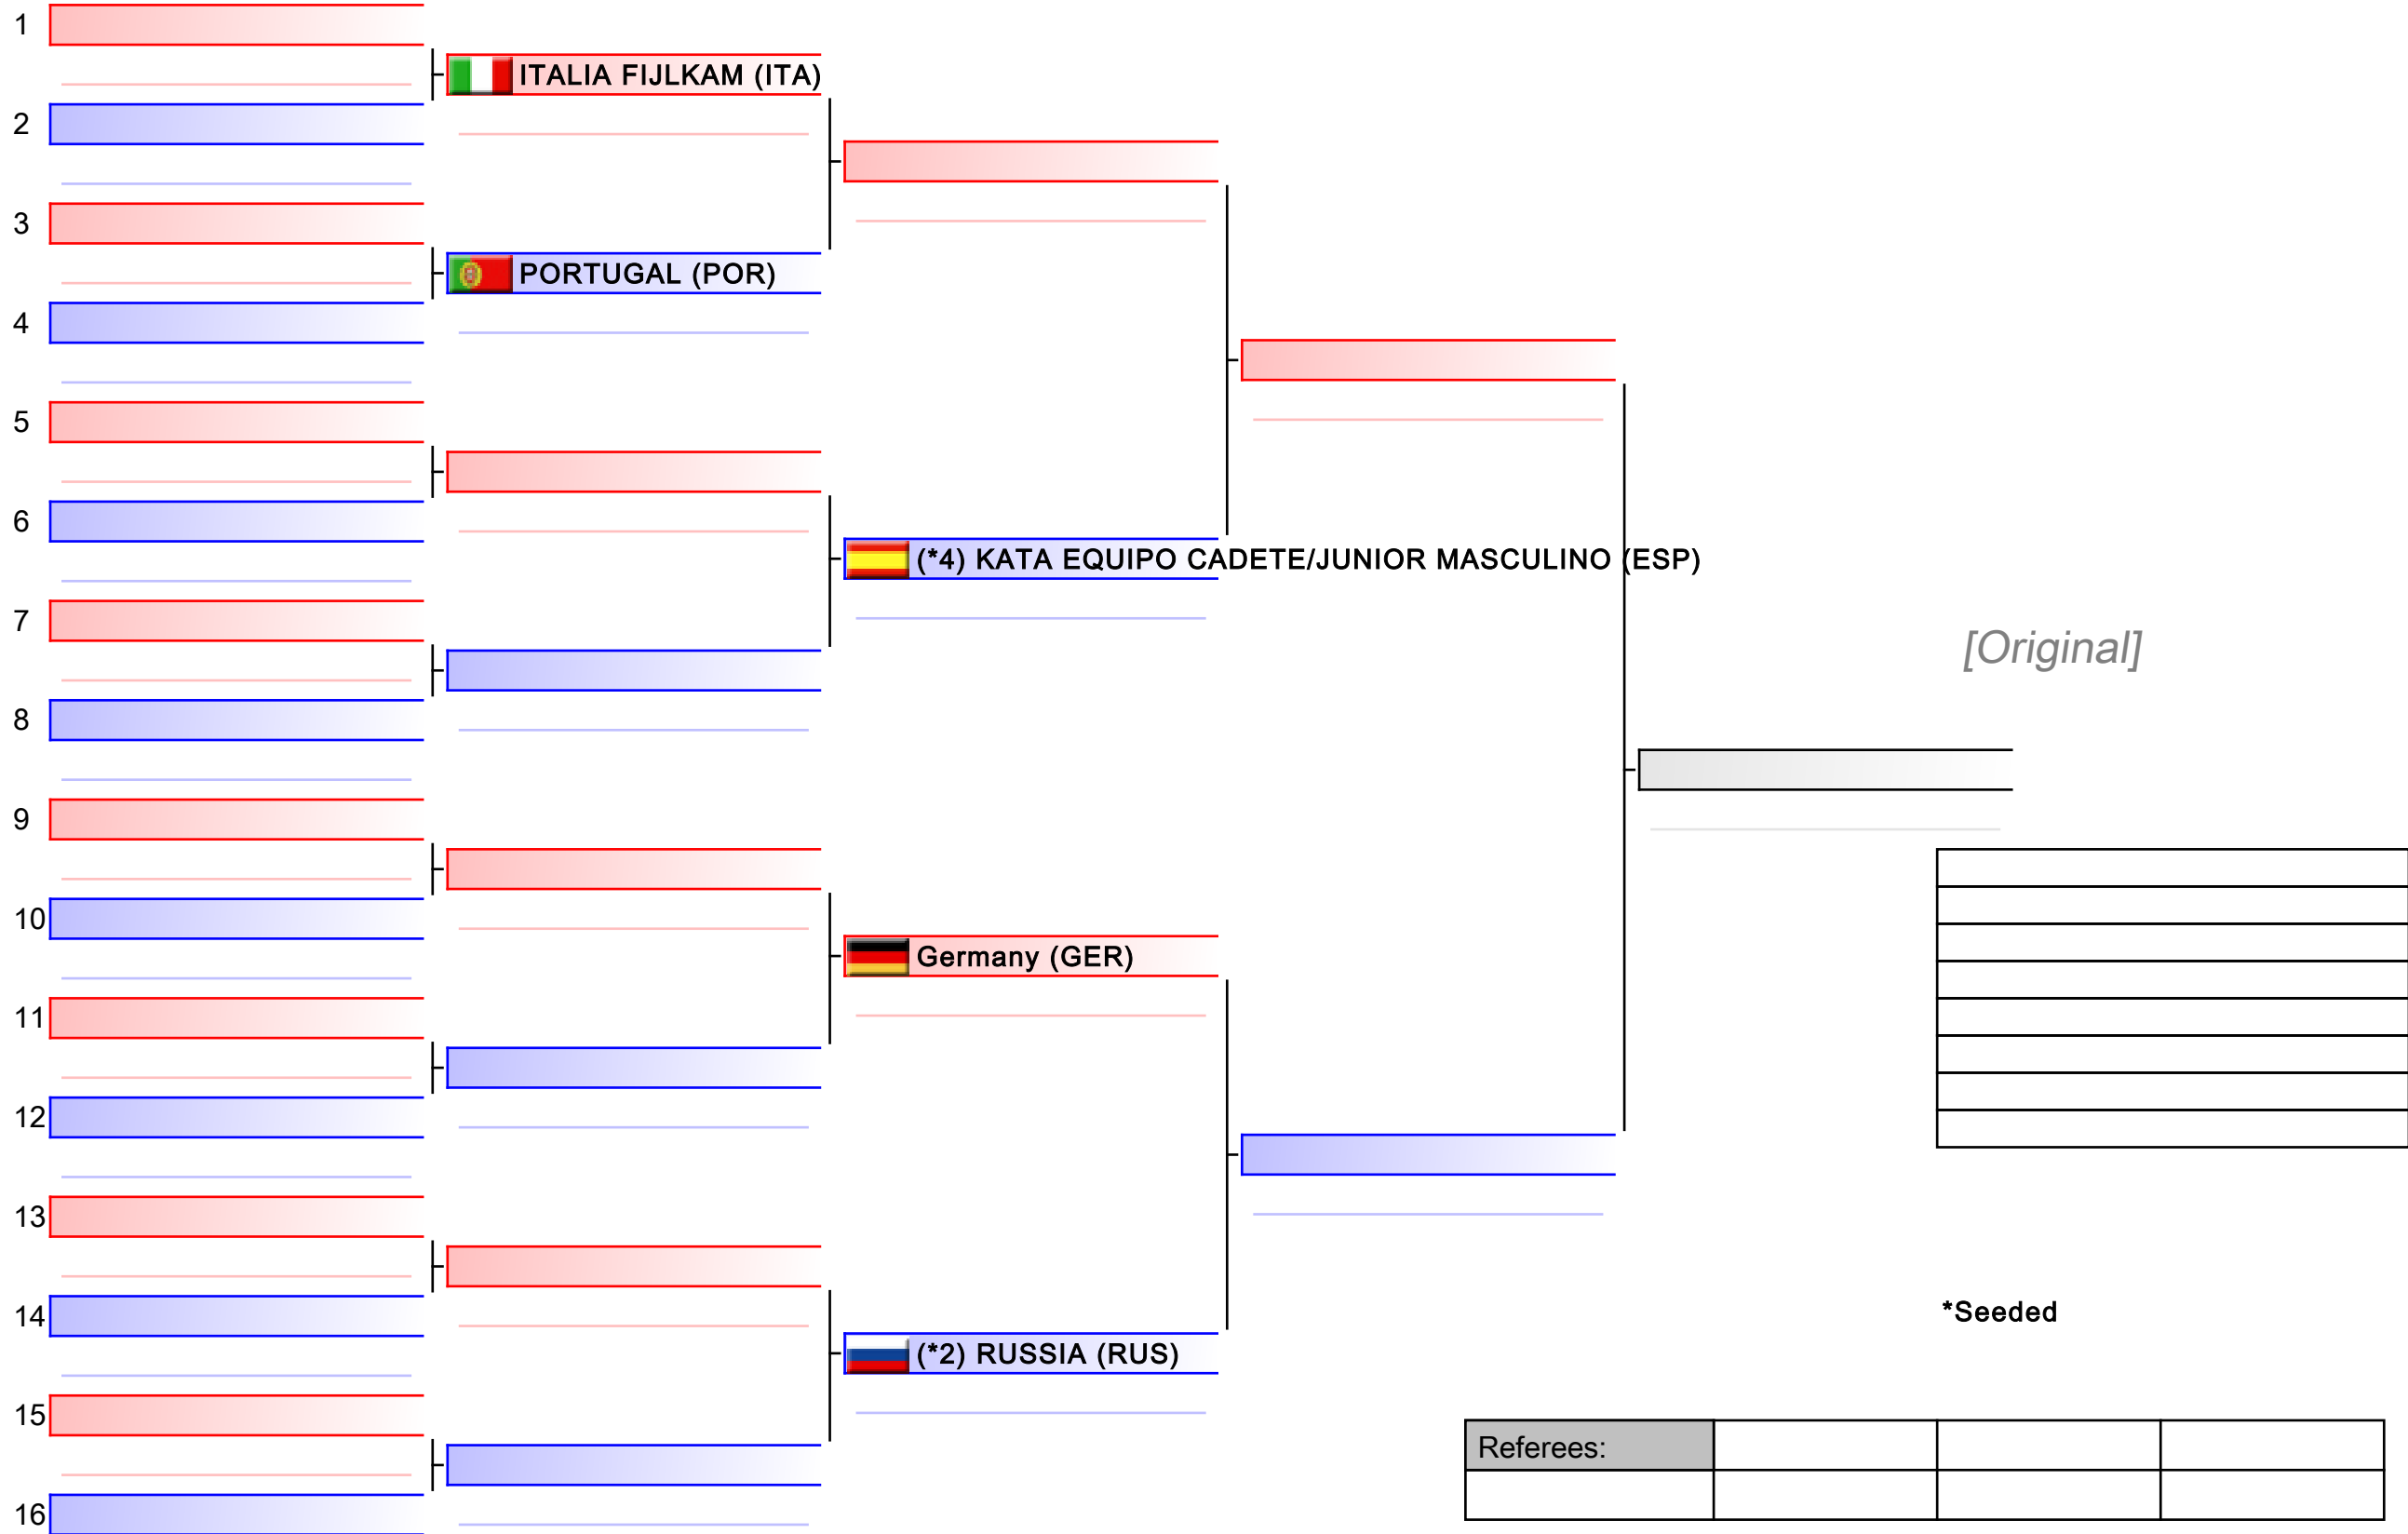 1
ITALIA FIJLKAM (ITA)
2
3
PORTUGAL (POR)
4
5
6
(*4) KATA EQUIPO CADETE/JUNIOR MASCULINO (ESP)
7
[Original]
8
9
10
Germany (GER)
11
12
13
14
*Seeded
(*2) RUSSIA (RUS)
15
Referees:
16